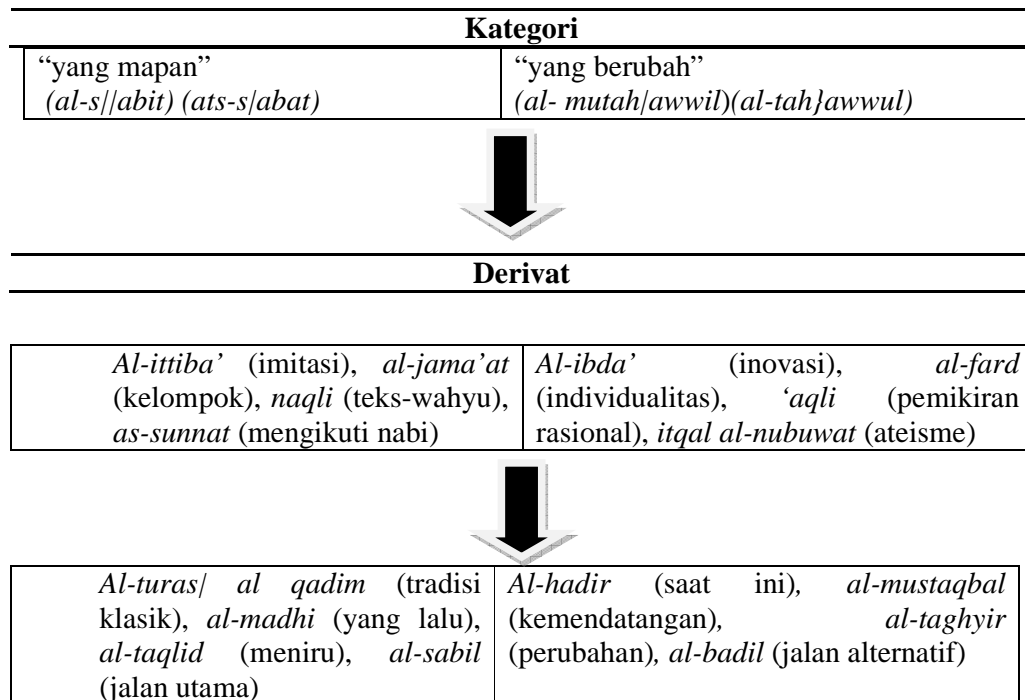 Kategori
“yang mapan”
(al-s||abit) (ats-s|abat)
“yang berubah”
(al- mutah|awwil)(al-tah}awwul)
Derivat
Al-ittiba’ (imitasi), al-jama’at
(kelompok), naqli (teks-wahyu),
as-sunnat (mengikuti nabi)
Al-ibda’ (inovasi), al-fard
(individualitas), ‘aqli (pemikiran
rasional), itqal al-nubuwat (ateisme)
Al-turas| al qadim (tradisi
klasik), al-madhi (yang lalu),
al-taqlid (meniru), al-sabil
(jalan utama)
Al-hadir (saat ini), al-mustaqbal
(kemendatangan), al-taghyir
(perubahan), al-badil (jalan alternatif)